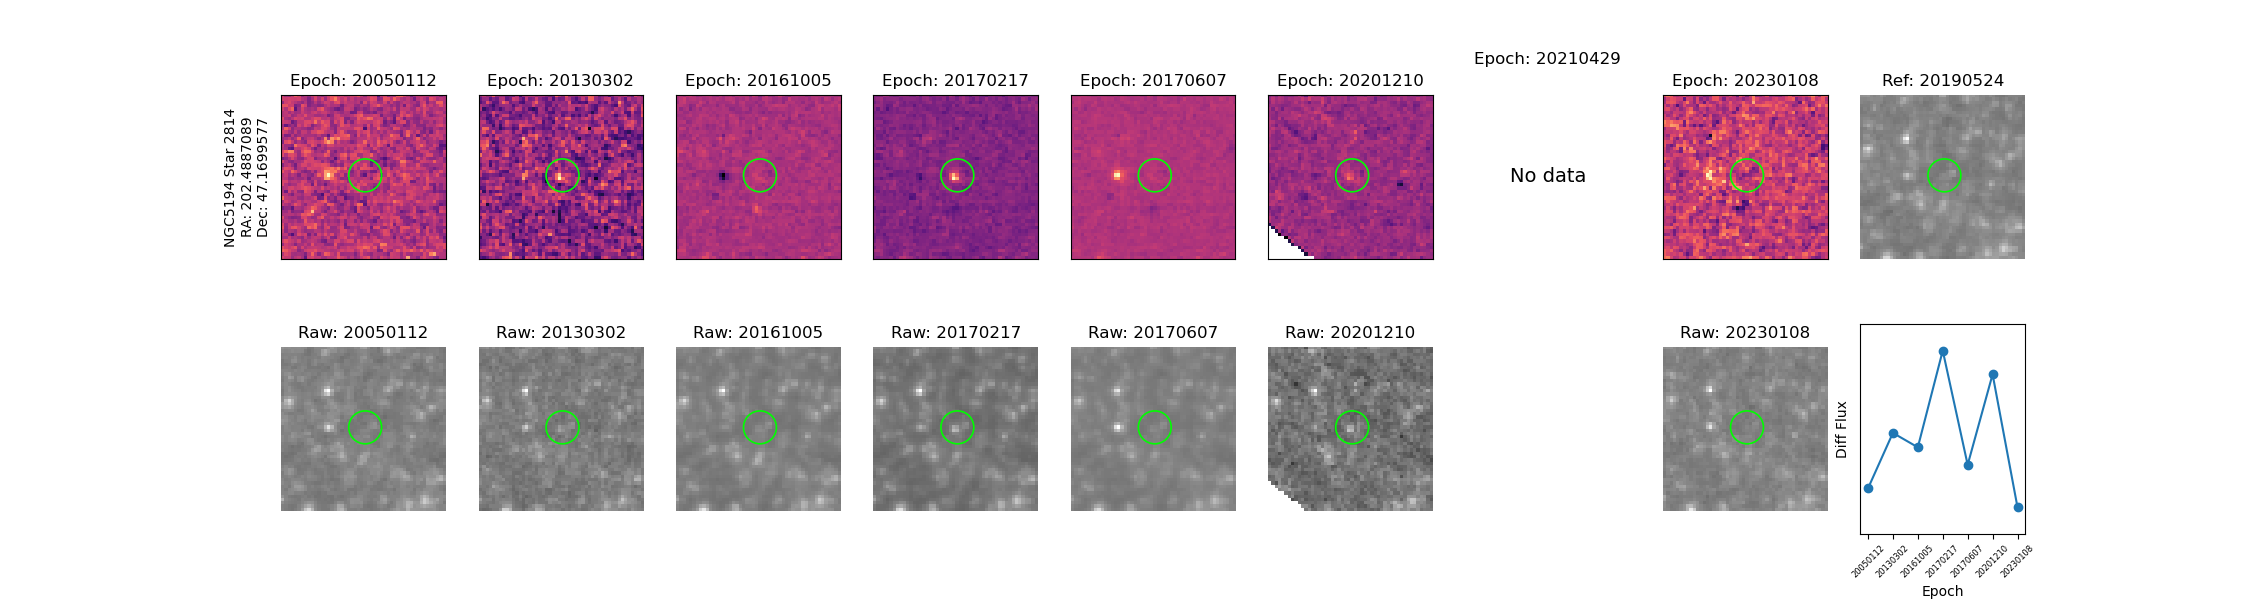 Epoch: 20210429
Epoch: 20050112
Epoch: 20130302
Epoch: 20161005
Epoch: 20170217
Epoch: 20170607
Epoch: 20201210
Epoch: 20230108
Ref: 20190524
NGC5194 Star 2814
RA: 202.4887089
Dec: 47.1699577
No data
Raw: 20050112
Raw: 20130302
Raw: 20161005
Raw: 20170217
Raw: 20170607
Raw: 20201210
Raw: 20230108
Diff Flux
20050112
20130302
20161005
20170217
20170607
20201210
20230108
Epoch